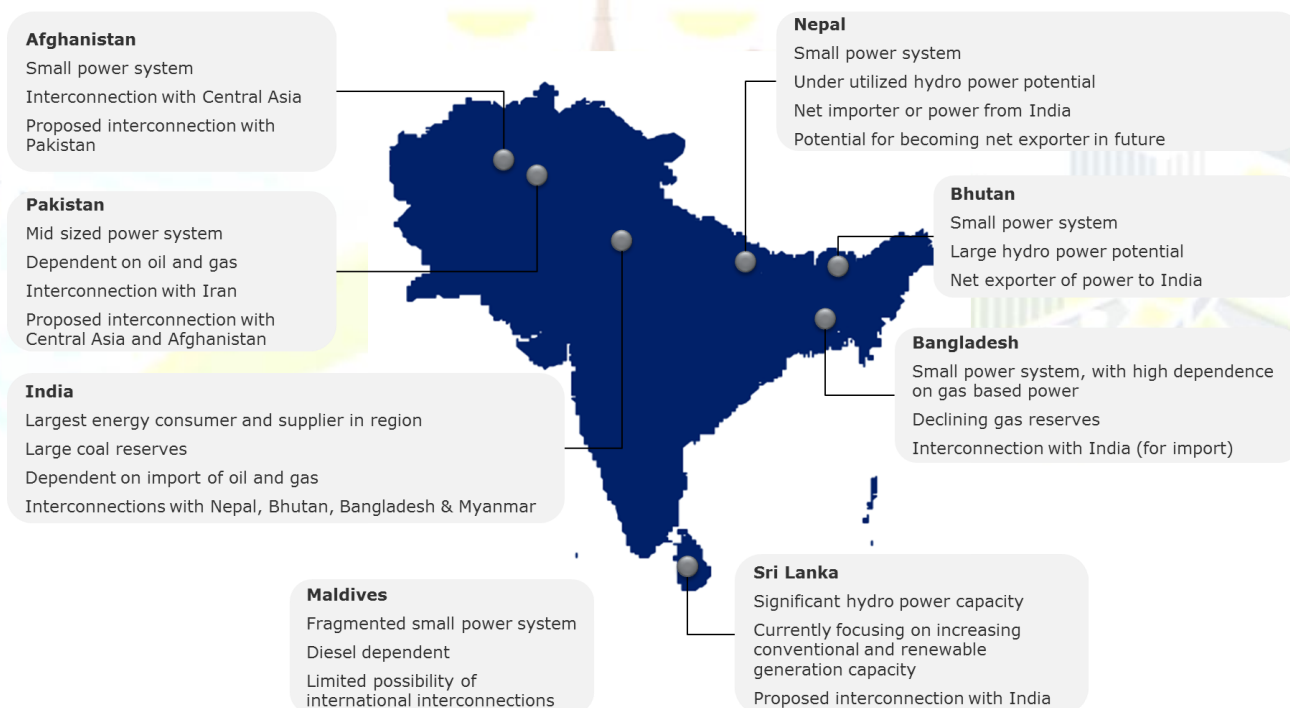 Afghanistan
Small power system
Interconnection with Central Asia
Proposed interconnection with
Pakistan
Nepal
Small power system
Under utilized hydro power potential
Net importer or power from India
Potential for becoming net exporter in future
Pakistan
Mid sized power system
Dependent on oil and gas
Interconnection with Iran
Proposed interconnection with
Central Asia and Afghanistan
Bhutan
Small power system
Large hydro power potential
Net exporter of power to India
Bangladesh
Small power system, with high dependence
on gas based power
Declining gas reserves
Interconnection with India (for import)
India
Largest energy consumer and supplier in region
Large coal reserves
Dependent on import of oil and gas
Interconnections with Nepal, Bhutan, Bangladesh & Myanmar
Maldives
Fragmented small power system
Diesel dependent
Limited possibility of
international interconnections
Sri Lanka
Significant hydro power capacity
Currently focusing on increasing
conventional and renewable
generation capacity
Proposed interconnection with India